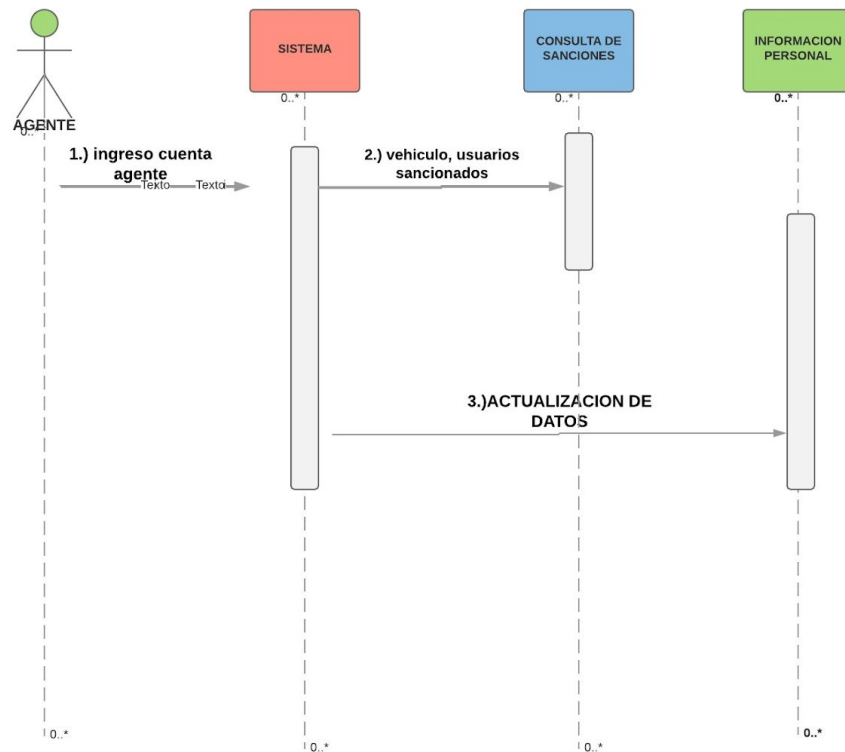 SISTEMA
CONSULTA DE
SANCIONES
INFORMACION
PERSONAL
0..*
0..*
0..*
AGENTE
0..*
1.) ingreso cuenta
agente
Texto
Texto
2.) vehiculo, usuarios
sancionados
3.)ACTUALIZACION DE
DATOS
0..*
0..*
0..*
0..*